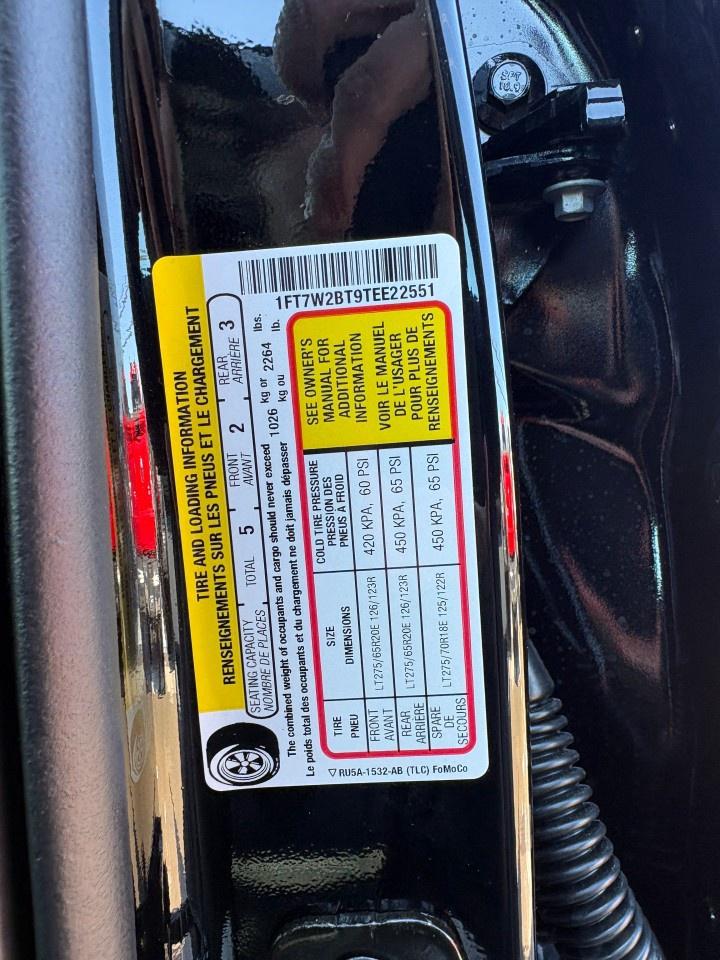 TIRE AND LOADING INFORMATION
RENSEIGNEMENTS SUR LES PNEUS ET LE CHARGEMENT
SEATING CAPACITY
NOMBRE DE PLACES
TOTAL 5
FRONT
AVANT
2
REAR
ARRIÈRE
3
The combined weight of occupants and cargo should never exceed 1026 kg or 2264 lbs.
Le poids total des occupants et du chargement ne doit jamais dépasser kg ou lb.
1FT7W2BT9TEE22551
TIRE
PNEU
SIZE
DIMENSIONS
COLD TIRE PRESSURE
PRESSION DES
PNEUS A FROID
FRONT
AVANT
LT275/65R20E 126/123R
420 KPA, 60 PSI
REAR
ARRIÈRE
LT275/65R20E 126/123R
450 KPA, 65 PSI
SPARE
DE
SECOURS
LT275/70R18E 125/122R
450 KPA, 65 PSI
SEE OWNER'S
MANUAL FOR
ADDITIONAL
INFORMATION
VOIR LE MANUEL
DE L'USAGER
POUR PLUS DE
RENSEIGNEMENTS
RU5A-1532-AB (TLC) FoMoCo
10.9